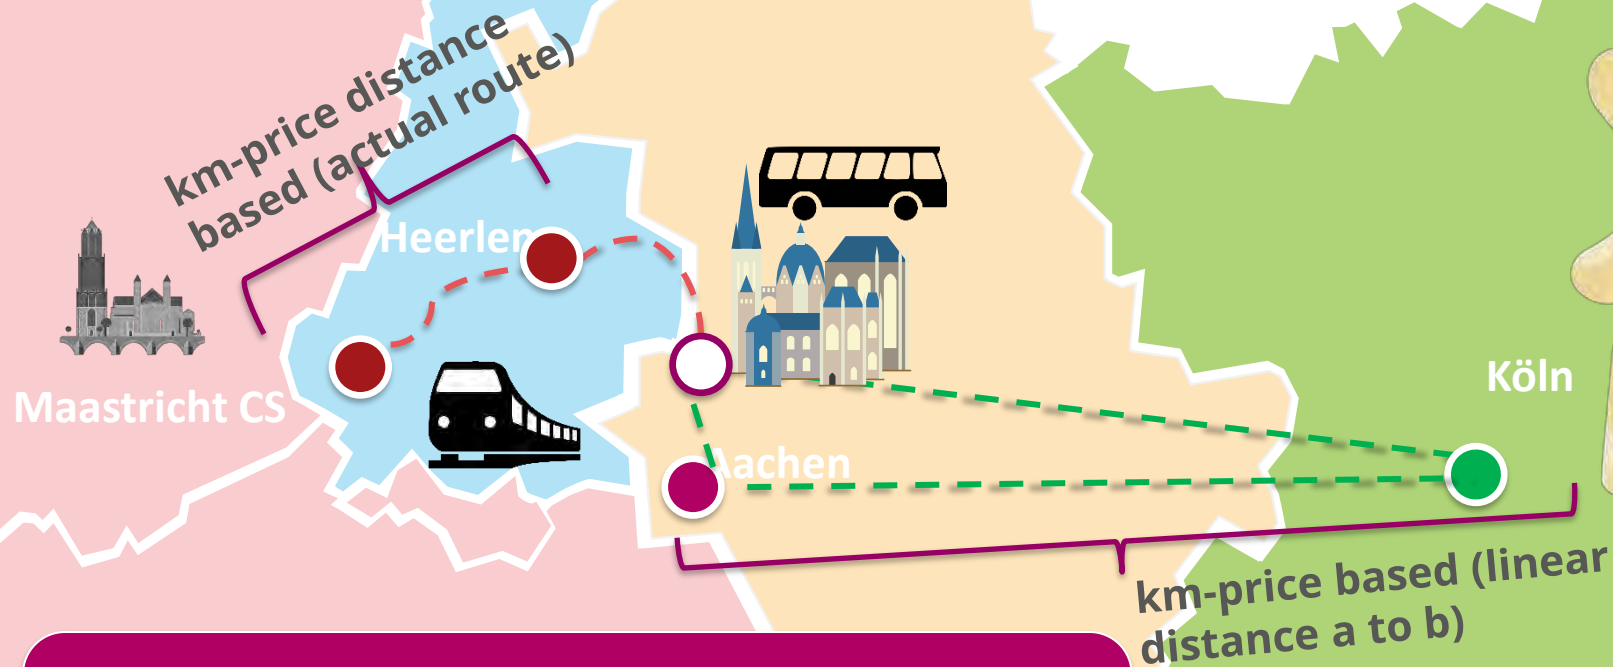 km-price distance
based (actual route)
Heerlen
Maastricht CS
Köln
Aachen
km-price based (linear
distance a to b)